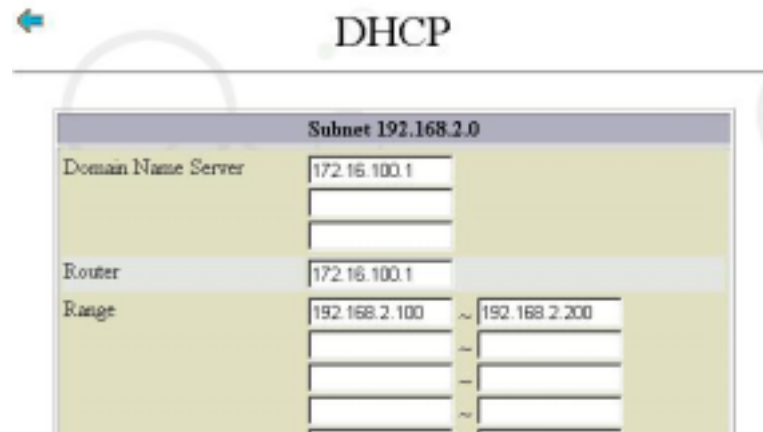 DHCP
Subnet 192.168.2.0
Domain Name Server 172.16.100.1
Router 172.16.100.1
Range 192.168.2.100 ~ 192.168.2.200
~
~
~